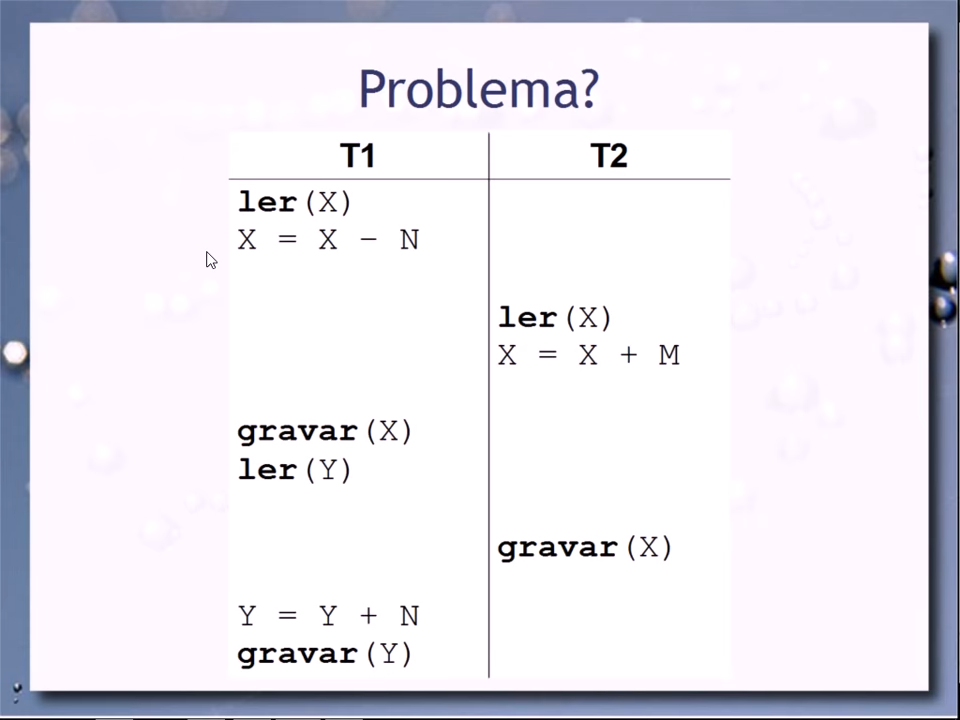 Problema?
T1 T2
ler(X)
X = X - N
ler(X)
X = X + M
gravar(X)
ler(Y)
gravar(X)
Y = Y + N
gravar(Y)